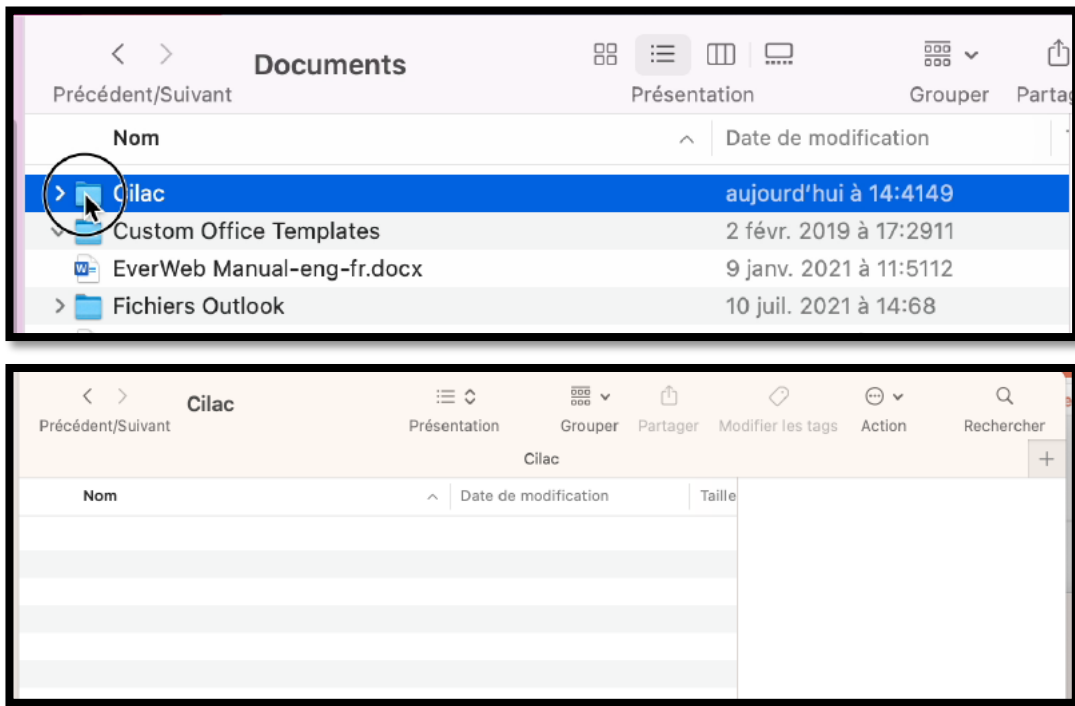 Documents
Précédent/Suivant Présentation Grouper Partag
Nom Date de modification
Cilac aujourd'hui à 14:4149
Custom Office Templates 2 févr. 2019 à 17:2911
EverWeb Manual-eng-fr.docx 9 janv. 2021 à 11:5112
Fichiers Outlook 10 juil. 2021 à 14:68
Cilac
Précédent/Suivant Présentation Grouper Partager Modifier les tags Action Rechercher
Cilac +
Nom Date de modification Taille